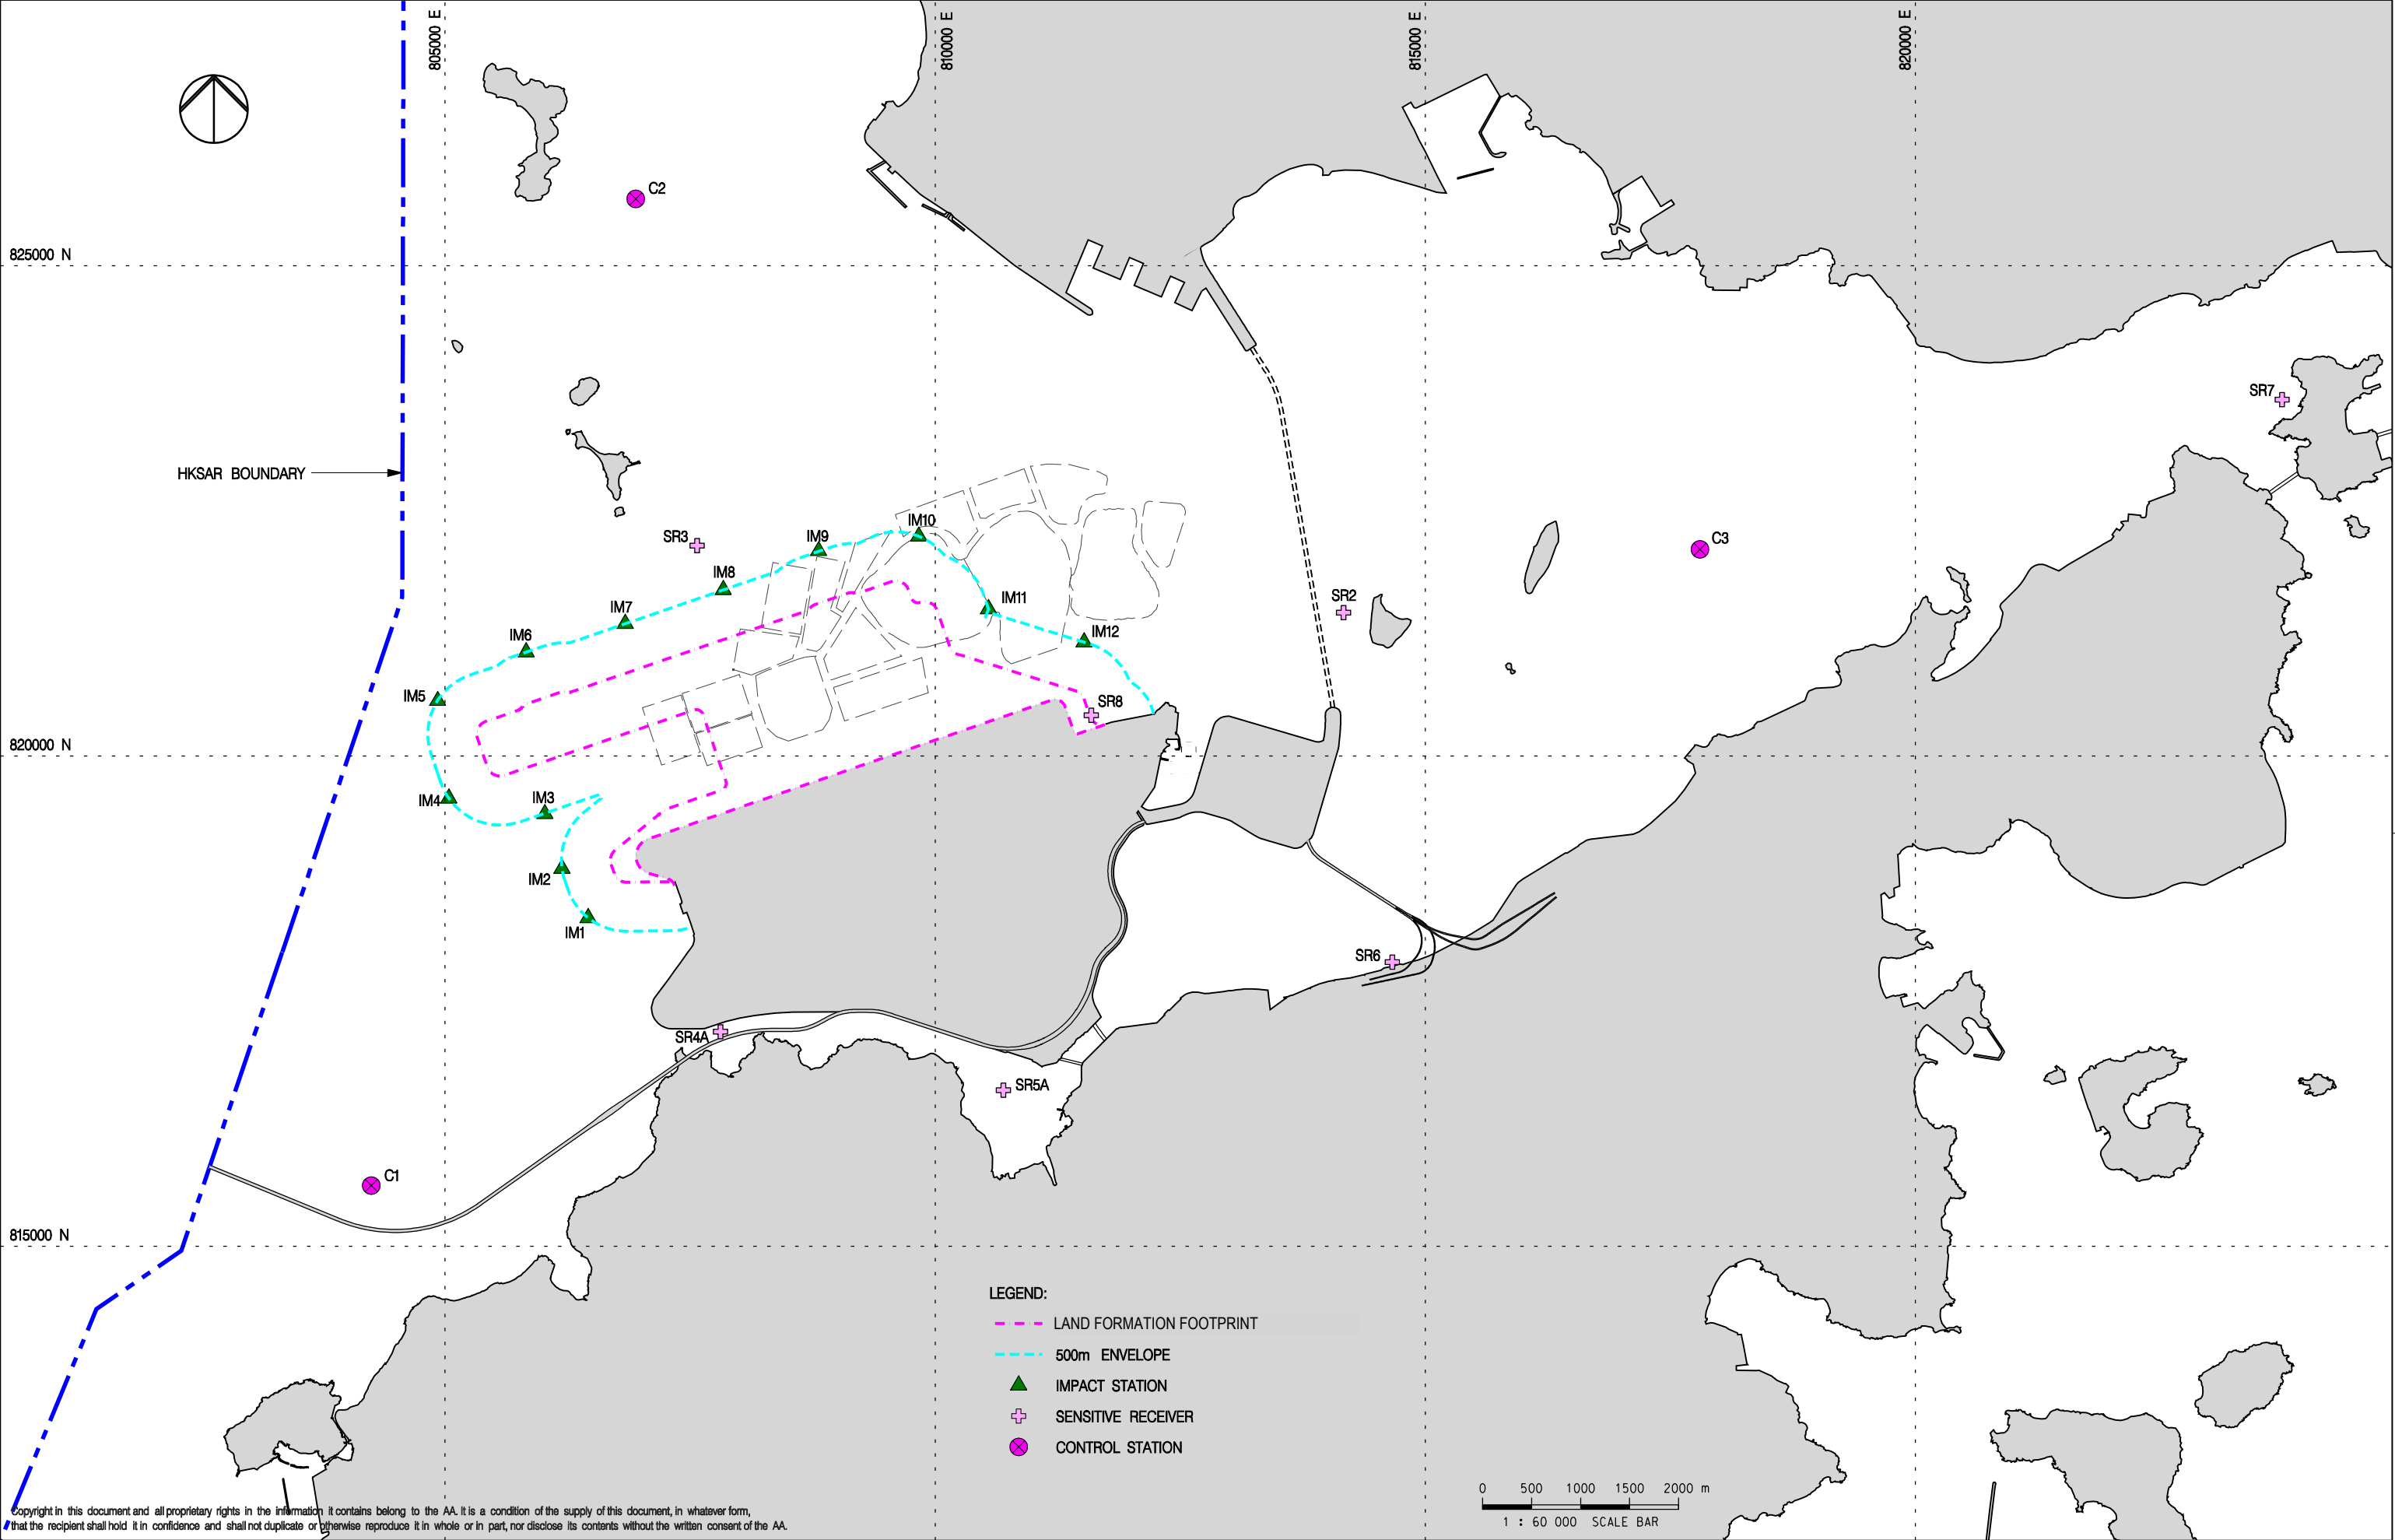 805000 E
810000 E
815000 E
820000 E
C2
825000 N
SR7
HKSAR BOUNDARY
IM10
SR3
IM9
C3
IM8
SR2
IM7
IM11
IM6
IM12
IM5
SR8
820000 N
IM4
IM3
IM2
IM1
SR6
SR4A
SR5A
C1
815000 N
LEGEND:
LAND FORMATION FOOTPRINT
500m ENVELOPE
IMPACT STATION
SENSITIVE RECEIVER
CONTROL STATION
0 500 1000 1500 2000 m
1 : 60 000 SCALE BAR
Copyright in this document and all proprietary rights in the information it contains belong to the AA. It is a condition of the supply of this document, in whatever form,
that the recipient shall hold it in confidence and shall not duplicate or otherwise reproduce it in whole or in part, nor disclose its contents without the written consent of the AA.